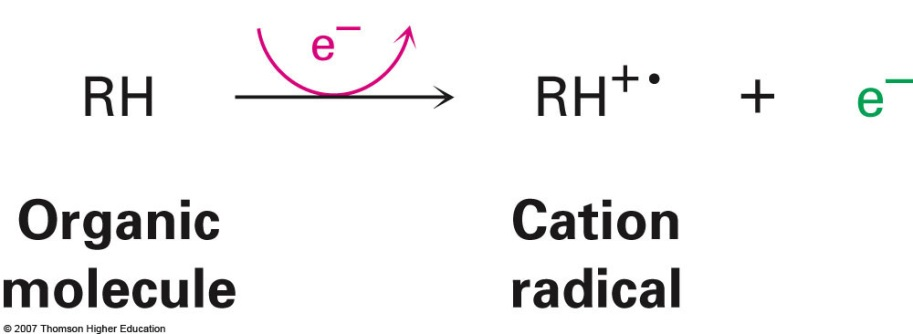 e⁻
RH RH⁺• + e⁻
Organic Cation
molecule radical
© 2007 Thomson Higher Education